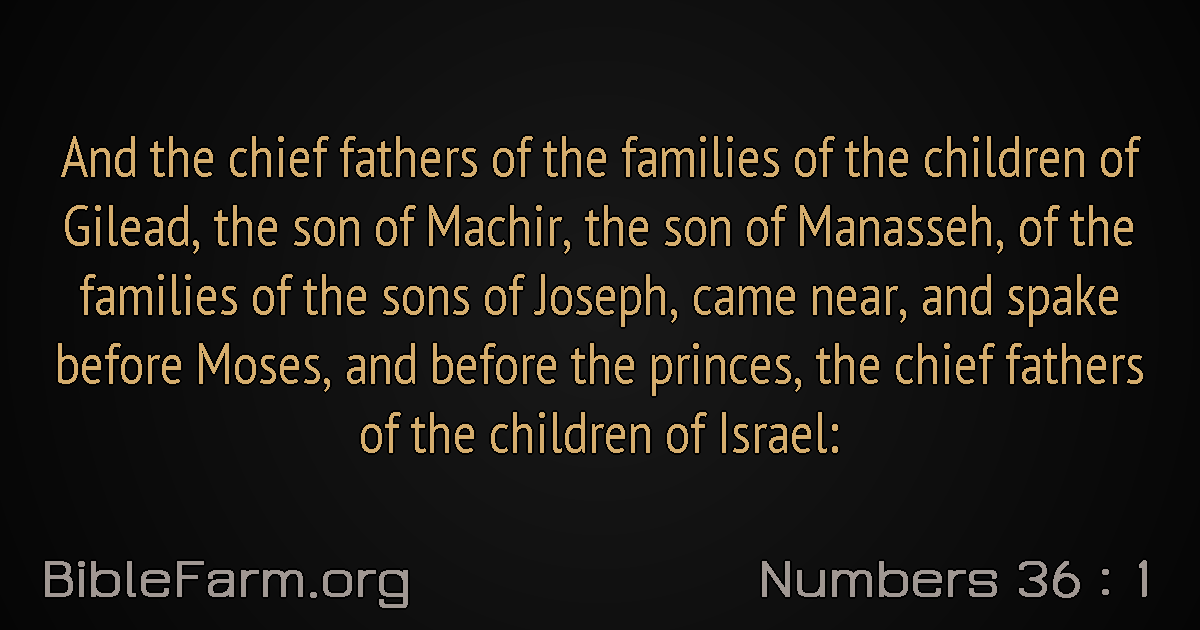 And the chief fathers of the families of the children of
Gilead, the son of Machir, the son of Manasseh, of the
families of the sons of Joseph, came near, and spake
before Moses, and before the princes, the chief fathers
of the children of Israel:
BibleFarm.org
Numbers 36 : 1